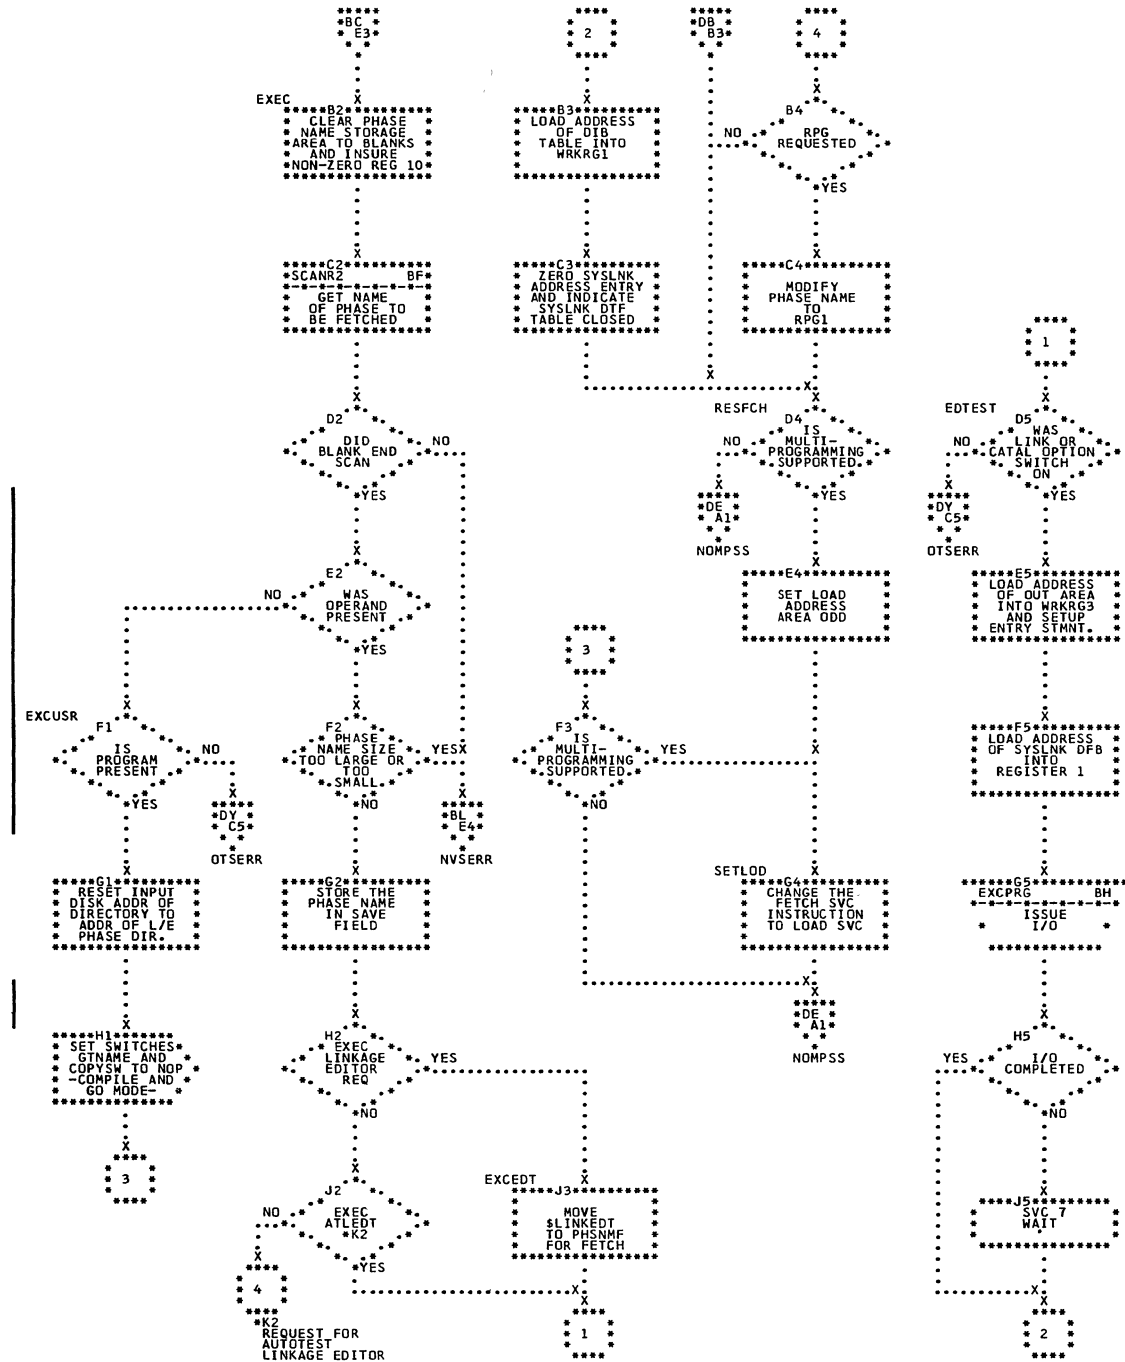 BC
E3
2
DB
B3
4
EXEC
B2
CLEAR PHASE
NAME STORAGE
AREA TO BLANKS
AND INSURE
NON-ZERO REG 10
B3
LOAD ADDRESS
OF DIB
TABLE INTO
WRKRG1
B4
RPG
REQUESTED
NO
YES
C2
SCANR2 BF
GET NAME
OF PHASE TO
BE FETCHED
C3
ZERO SYSLNK
ADDRESS ENTRY
AND INDICATE
SYSLNK DTF
TABLE CLOSED
C4
MODIFY
PHASE NAME
TO
RPG1
1
D2
DID
BLANK END
SCAN
NO
YES
RESFCH
D4
IS
MULTI-
PROGRAMMING
SUPPORTED
NO
YES
DE
A1
NOMPSS
EDTEST
D5
WAS
LINK OR
CATAL OPTION
SWITCH
ON
NO
YES
DY
C5
OTSERR
E2
WAS
OPERAND
PRESENT
NO
YES
E4
SET LOAD
ADDRESS
AREA ODD
E5
LOAD ADDRESS
OF OUT AREA
INTO WRKRG3
AND SETUP
ENTRY STMNT.
3
EXCUSR
F1
IS
PROGRAM
PRESENT
NO
YES
DY
C5
OTSERR
F2
PHASE
NAME SIZE
TOO LARGE OR
TOO
SMALL
YES
NO
BL
E4
NVSERR
F3
IS
MULTI-
PROGRAMMING
SUPPORTED
YES
NO
F5
LOAD ADDRESS
OF SYSLNK DFB
INTO
REGISTER 1
G1
RESET INPUT
DISK ADDR OF
DIRECTORY TO
ADDR OF L/E
PHASE DIR.
G2
STORE THE
PHASE NAME
IN SAVE
FIELD
SETLOD
G4
CHANGE THE
FETCH SVC
INSTRUCTION
TO LOAD SVC
G5
EXCPRG BH
ISSUE
I/O
DE
A1
NOMPSS
H1
SET SWITCHES
GTNAME AND
COPYSW TO NOP
-COMPILE AND
GO MODE-
H2
EXEC
LINKAGE
EDITOR
REQ
YES
NO
H5
I/O
COMPLETED
YES
NO
3
J2
EXEC
ATLEDT
*K2
NO
YES
EXCEDT
J3
MOVE
$LINKEDT
TO PHSNMF
FOR FETCH
J5
SVC 7
WAIT
4
*K2
REQUEST FOR
AUTOTEST
LINKAGE EDITOR
1
2